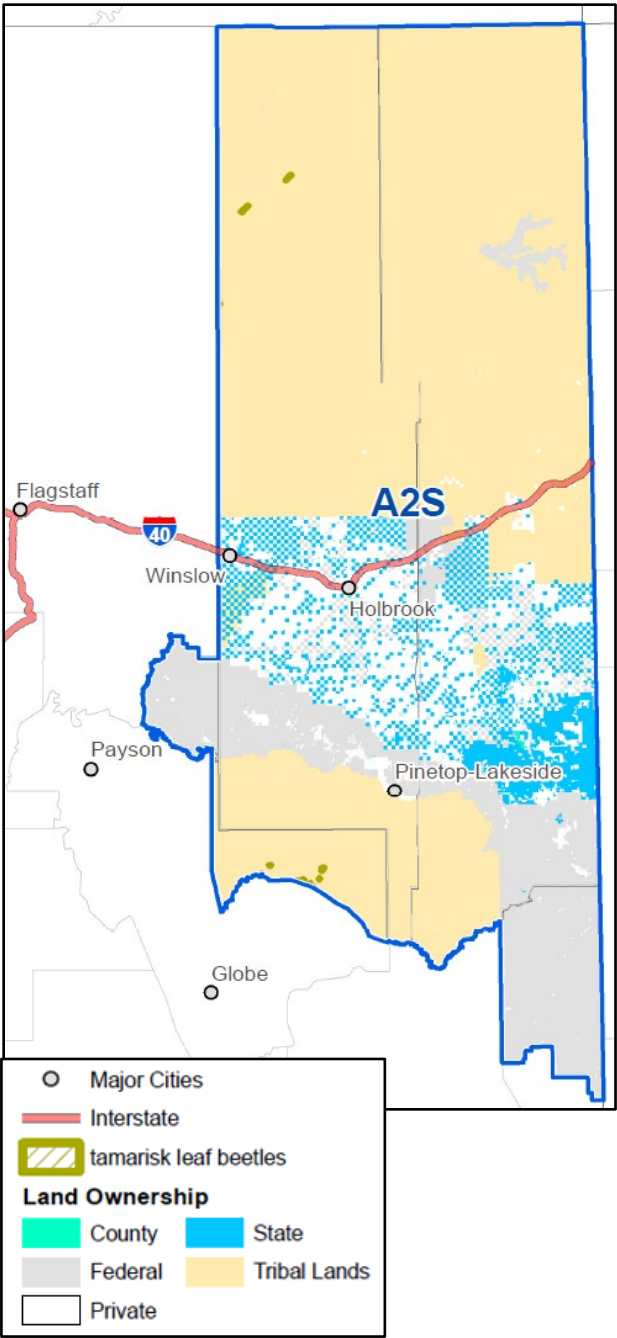 Flagstaff
A2S
40
Winslow
Holbrook
Payson
Pinetop-Lakeside
Globe
Major Cities
Interstate
tamarisk leaf beetles
Land Ownership
County
State
Federal
Tribal Lands
Private